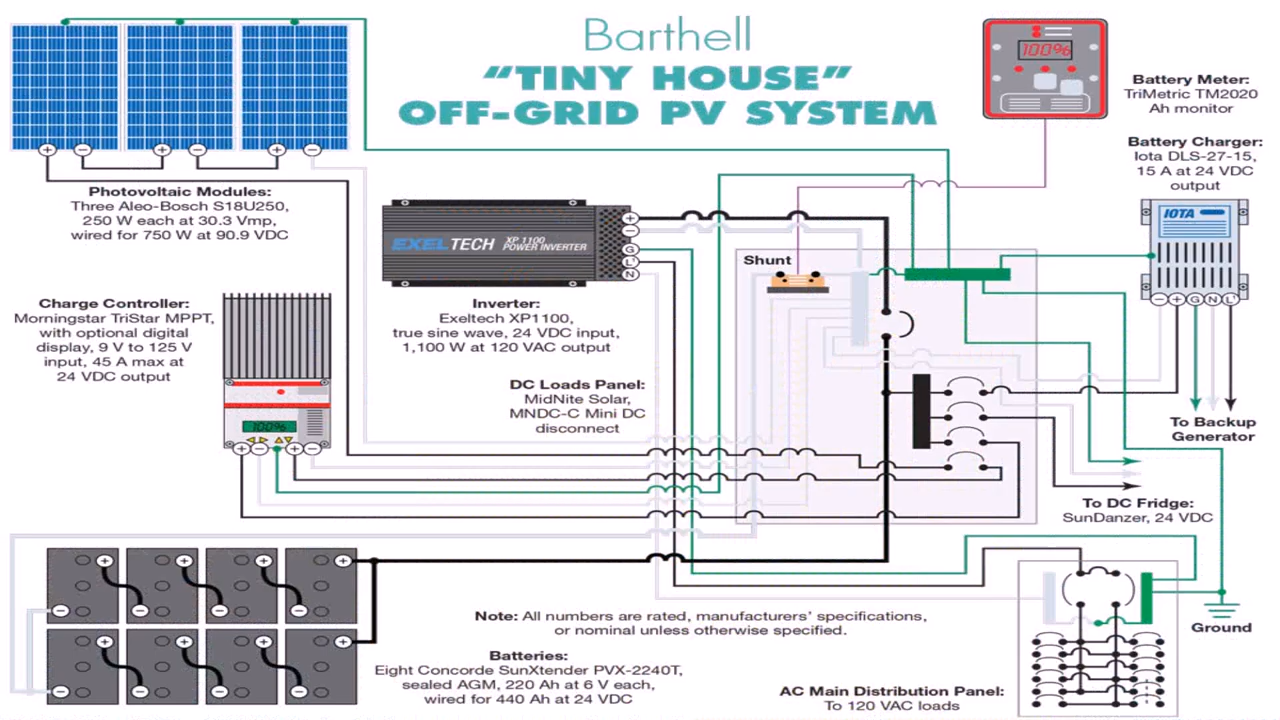 Barthell
“TINY HOUSE”
OFF-GRID PV SYSTEM
100%
Battery Meter:
TriMetric TM2020
Ah monitor
Battery Charger:
Iota DLS-27-15,
15 A at 24 VDC
output
IOTA
− + G N L¹
To Backup
Generator
+ − + − + −
Photovoltaic Modules:
Three Aleo-Bosch S18U250,
250 W each at 30.3 Vmp,
wired for 750 W at 90.9 VDC
EXELTECH XP 1100
POWER INVERTER
+
−
G
L¹
N
Inverter:
Exeltech XP1100,
true sine wave, 24 VDC input,
1,100 W at 120 VAC output
Shunt
Charge Controller:
Morningstar TriStar MPPT,
with optional digital
display, 9 V to 125 V
input, 45 A max at
24 VDC output
100%
+ − + −
DC Loads Panel:
MidNite Solar,
MNDC-C Mini DC
disconnect
To DC Fridge:
SunDanzer, 24 VDC
+ + + +
− − − −
+ + + +
− − − −
Note: All numbers are rated, manufacturers’ specifications,
or nominal unless otherwise specified.
Batteries:
Eight Concorde SunXtender PVX-2240T,
sealed AGM, 220 Ah at 6 V each,
wired for 440 Ah at 24 VDC
Ground
AC Main Distribution Panel:
To 120 VAC loads